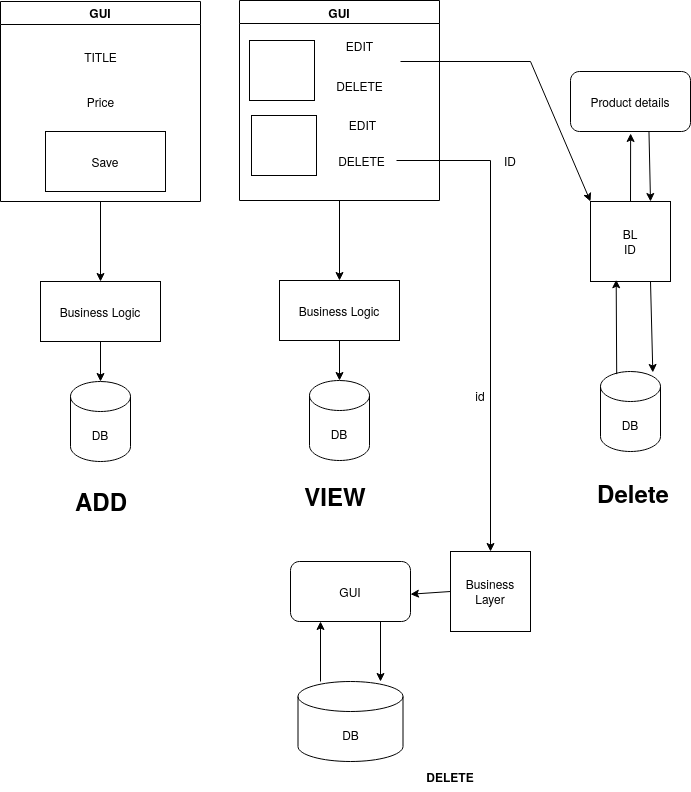 GUI
TITLE
Price
Save
Business Logic
DB
ADD
GUI
EDIT
DELETE
EDIT
DELETE
ID
Business Logic
DB
VIEW
Product details
BL
ID
DB
Delete
id
Business
Layer
GUI
DB
DELETE